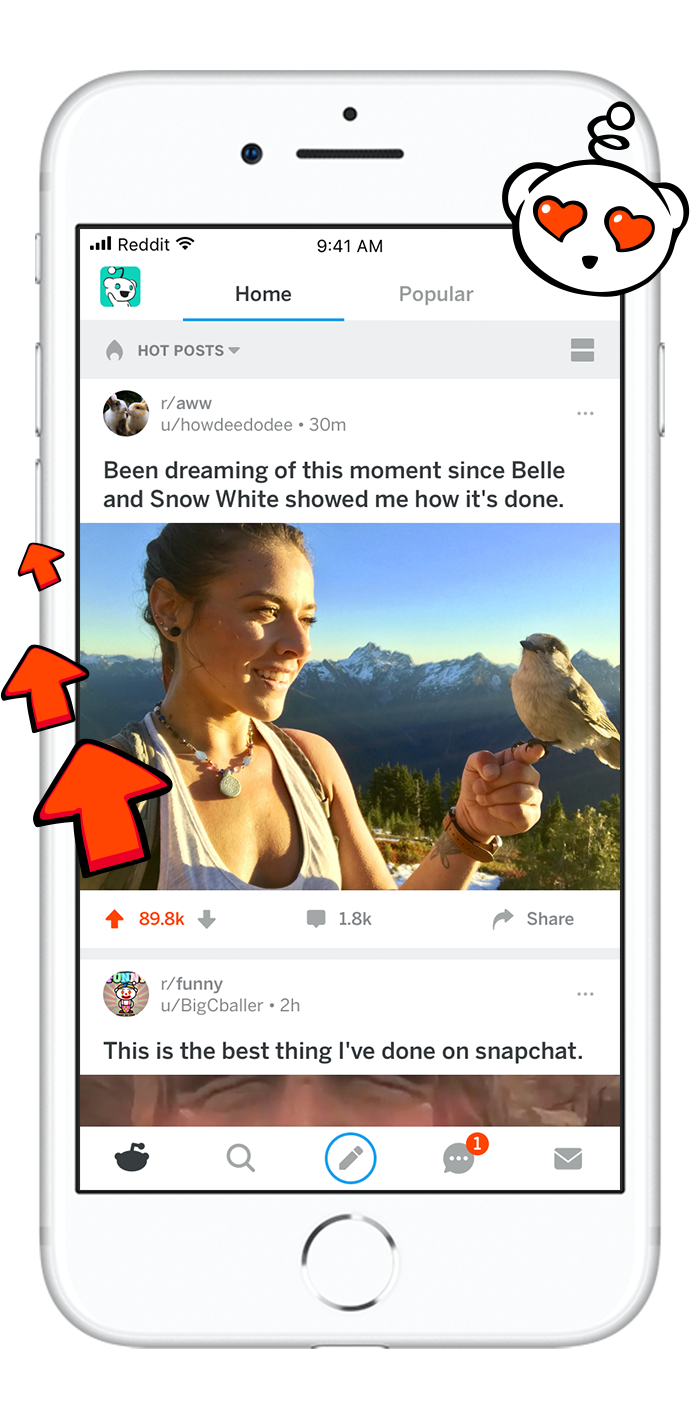 Reddit 9:41 AM
Home Popular
HOT POSTS
r/aww
u/howdeedodee • 30m
Been dreaming of this moment since Belle
and Snow White showed me how it's done.
89.8k 1.8k Share
FUNNY
r/funny
u/BigCballer • 2h
This is the best thing I've done on snapchat.
1